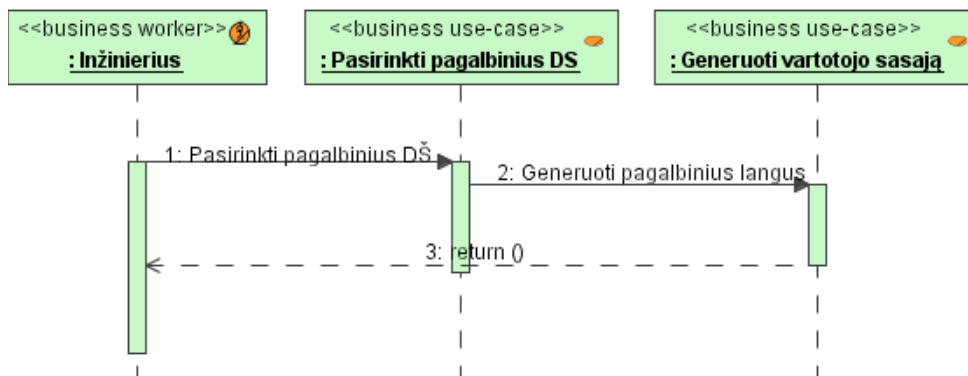 <<business worker>>
: Inžinierius
<<business use-case>>
: Pasirinkti pagalbinius DS
<<business use-case>>
: Generuoti vartotojo sasają
1: Pasirinkti pagalbinius DŠ
2: Generuoti pagalbinius langus
3: return ()